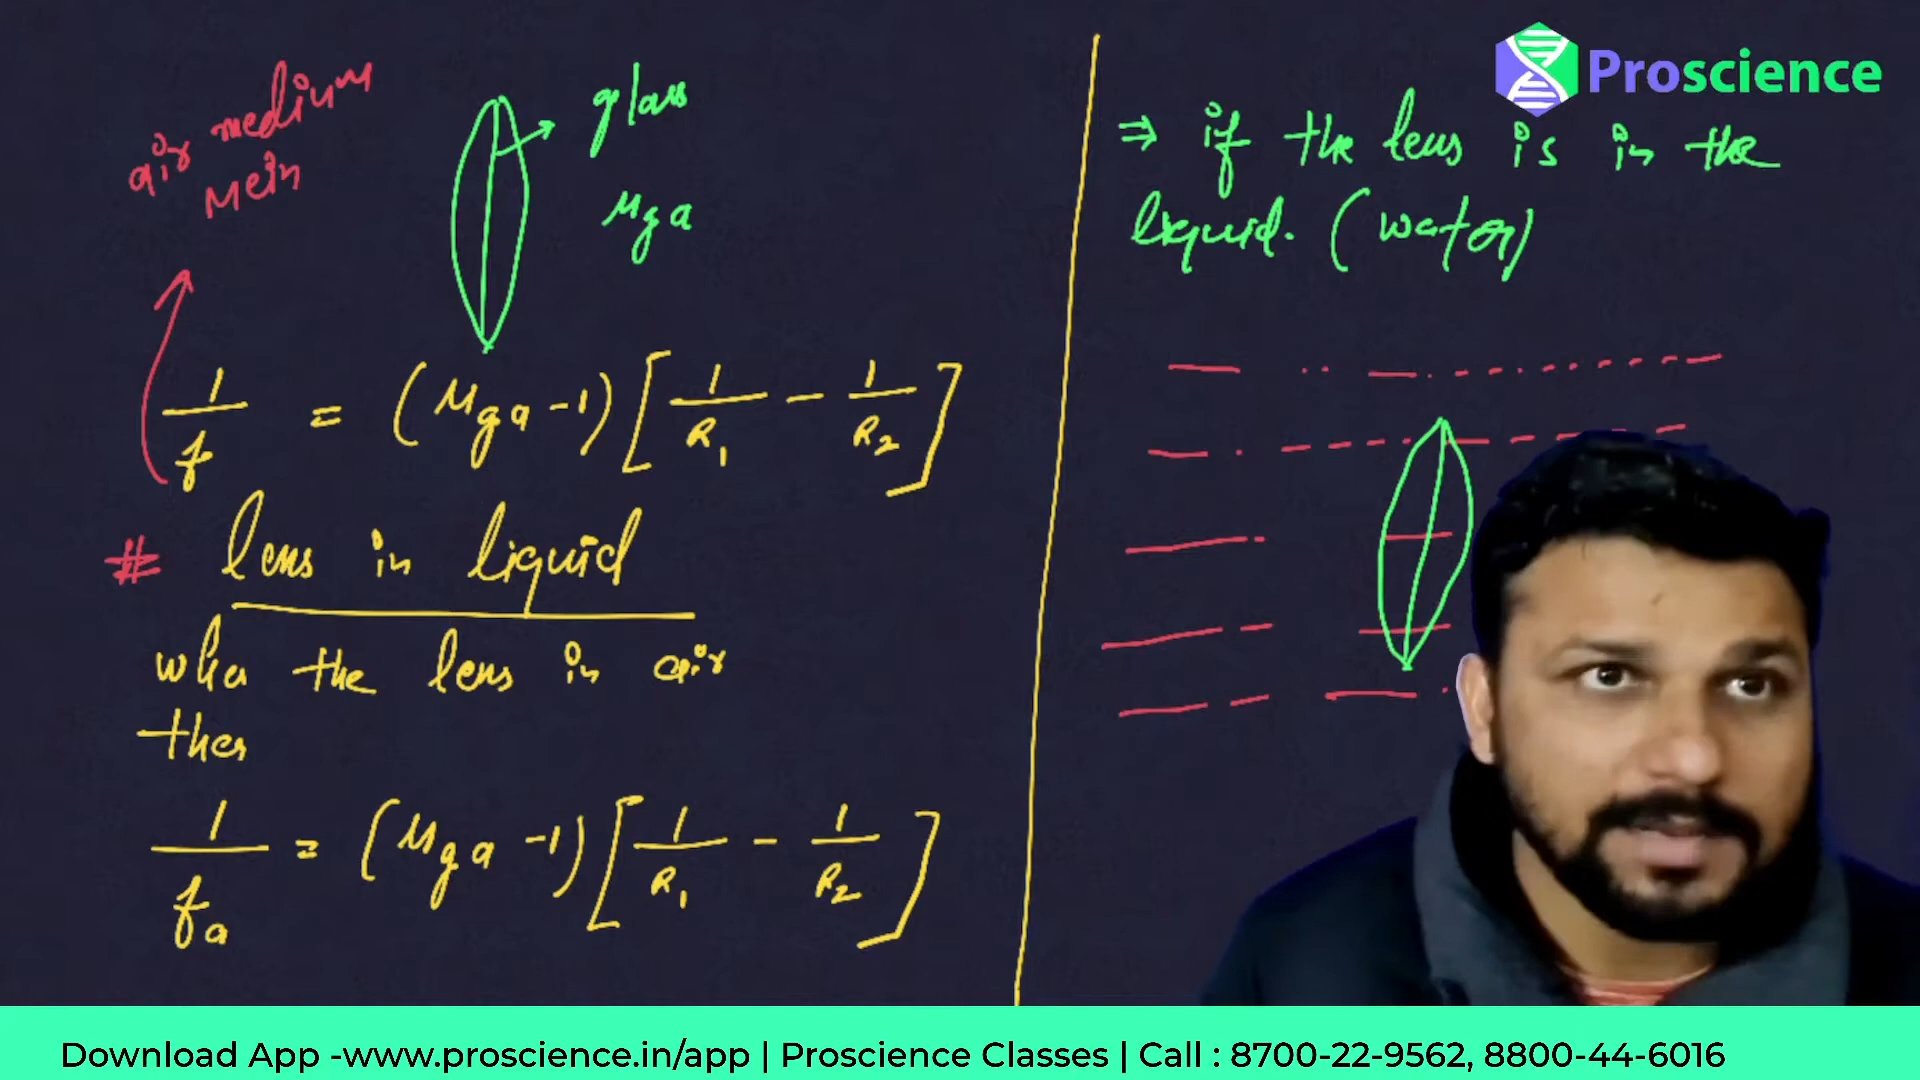 air medium
mein
glass
μga
1/f = (μga -1) [1/R1 - 1/R2]
# lens in liquid
when the lens in air
then
1/fa = (μga -1) [1/R1 - 1/R2]
Proscience
⇒ if the lens is in the
liquid. (water)
Download App -www.proscience.in/app | Proscience Classes | Call : 8700-22-9562, 8800-44-6016